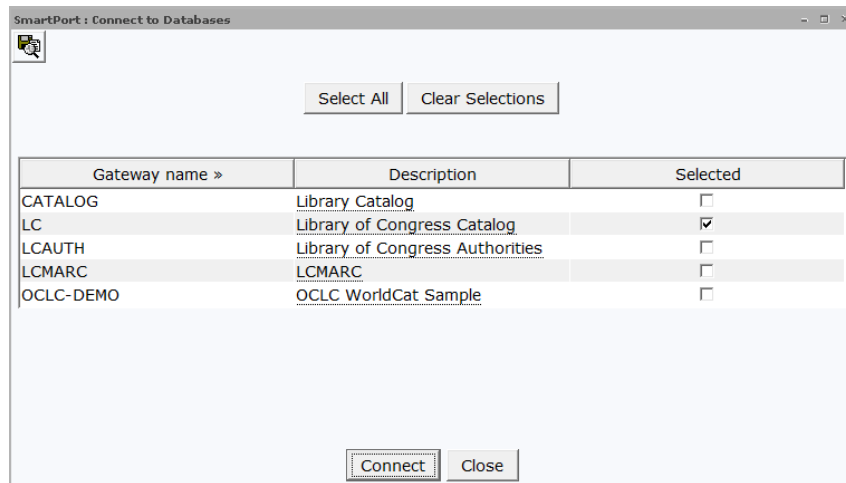 SmartPort : Connect to Databases
Select All Clear Selections
Gateway name » Description Selected
CATALOG Library Catalog
LC Library of Congress Catalog
LCAUTH Library of Congress Authorities
LCMARC LCMARC
OCLC-DEMO OCLC WorldCat Sample
Connect Close